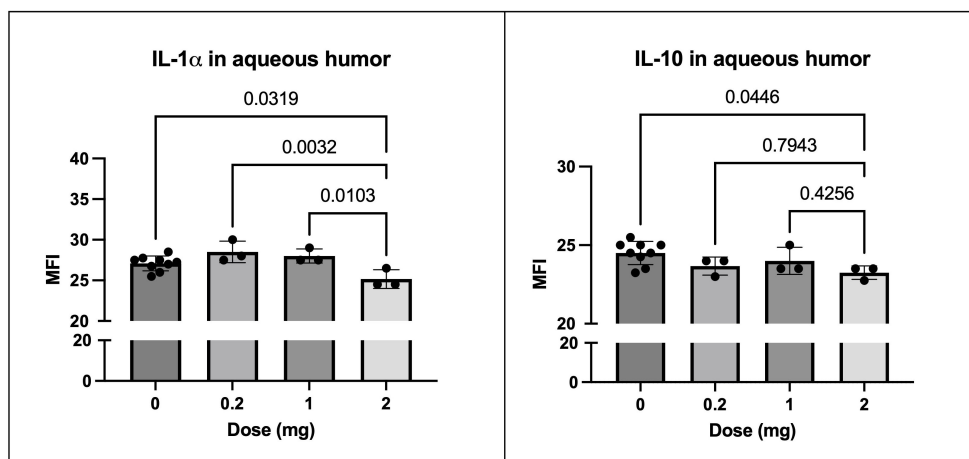 IL-1α in aqueous humor
0.0319
0.0032
0.0103
40
35
30
25
20
20
0
MFI
0 0.2 1 2
Dose (mg)
IL-10 in aqueous humor
0.0446
0.7943
0.4256
30
25
20
20
0
MFI
0 0.2 1 2
Dose (mg)